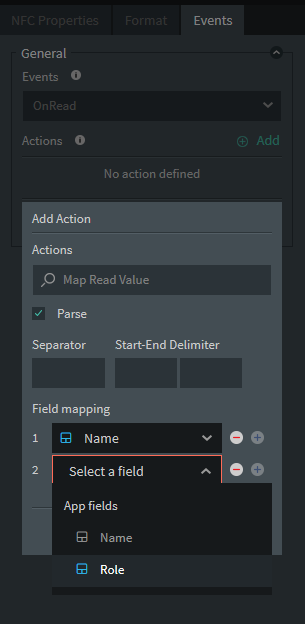 NFC Properties Format Events
General
Events
OnRead
Actions Add
No action defined
Add Action
Actions
Map Read Value
Parse
Separator Start-End Delimiter
Field mapping
1 Name
2 Select a field
App fields
Name
Role